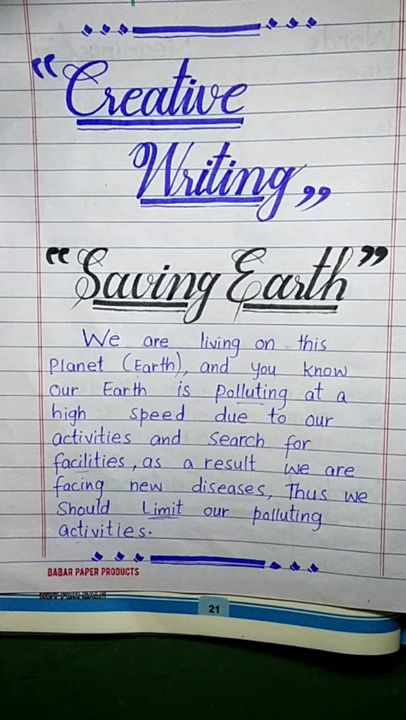 “Creative
Writing”
“Saving Earth”
We are living on this
Planet (Earth), and you know
our Earth is polluting at a
high speed due to our
activities and Search for
facilities, as a result we are
facing new diseases, Thus we
should Limit our polluting
activities.
BABAR PAPER PRODUCTS
21